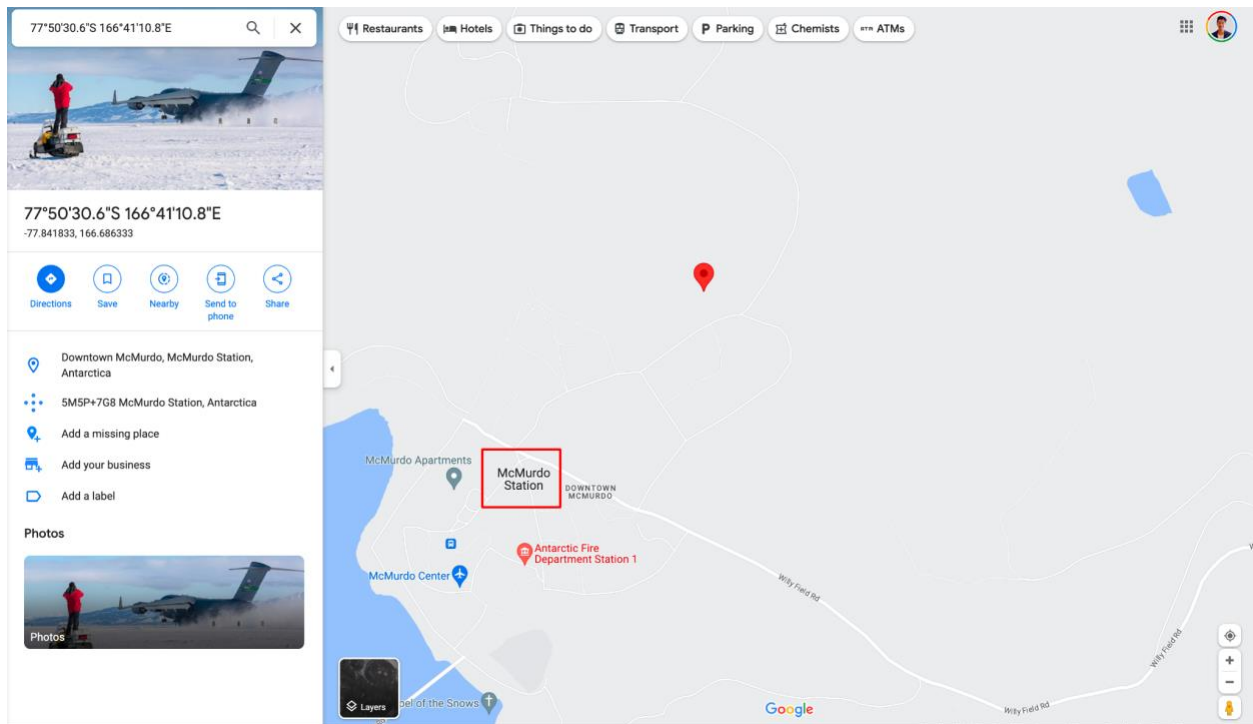 77°50'30.6"S 166°41'10.8"E
Restaurants
Hotels
Things to do
Transport
P Parking
Chemists
ATMs
77°50'30.6"S 166°41'10.8"E
-77.841833, 166.686333
Directions
Save
Nearby
Send to
phone
Share
Downtown McMurdo, McMurdo Station,
Antarctica
5M5P+7G8 McMurdo Station, Antarctica
Add a missing place
Add your business
Add a label
Photos
Photos
McMurdo Apartments
McMurdo
Station
DOWNTOWN
MCMURDO
Antarctic Fire
Department Station 1
McMurdo Center
Willy Field Rd
Willy Field Rd
Willy Field Rd
Layers
of the Snows
Google